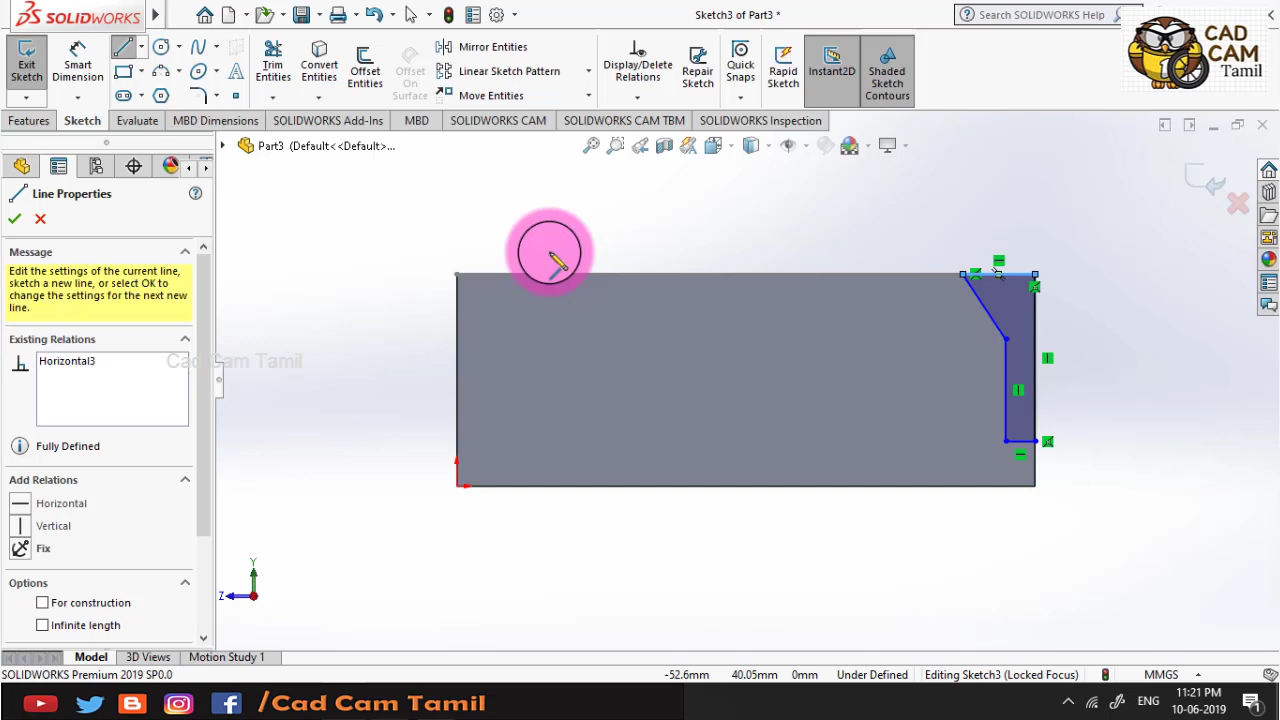 SOLIDWORKS
Sketch3 of Part3 *
Search SOLIDWORKS Help
CAD
CAM
Tamil
Exit Sketch
Smart Dimension
Trim Entities
Convert Entities
Offset Entities
Offset On Surface
Mirror Entities
Linear Sketch Pattern
Move Entities
Display/Delete Relations
Repair Sketch
Quick Snaps
Rapid Sketch
Instant2D
Shaded Sketch Contours
Features
Sketch
Evaluate
MBD Dimensions
SOLIDWORKS Add-Ins
MBD
SOLIDWORKS CAM
SOLIDWORKS CAM TBM
SOLIDWORKS Inspection
Part3 (Default<<Default>...
Line Properties
Message
Edit the settings of the current line,
sketch a new line, or select OK to
change the settings for the next new
line.
Existing Relations
Horizontal3
Cad Cam Tamil
Fully Defined
Add Relations
Horizontal
Vertical
Fix
Options
For construction
Infinite length
Y
Z
Model
3D Views
Motion Study 1
SOLIDWORKS Premium 2019 SP0.0
-52.6mm
40.05mm
0mm
Under Defined
Editing Sketch3 (Locked Focus)
MMGS
/Cad Cam Tamil
ENG
11:21 PM
10-06-2019
1